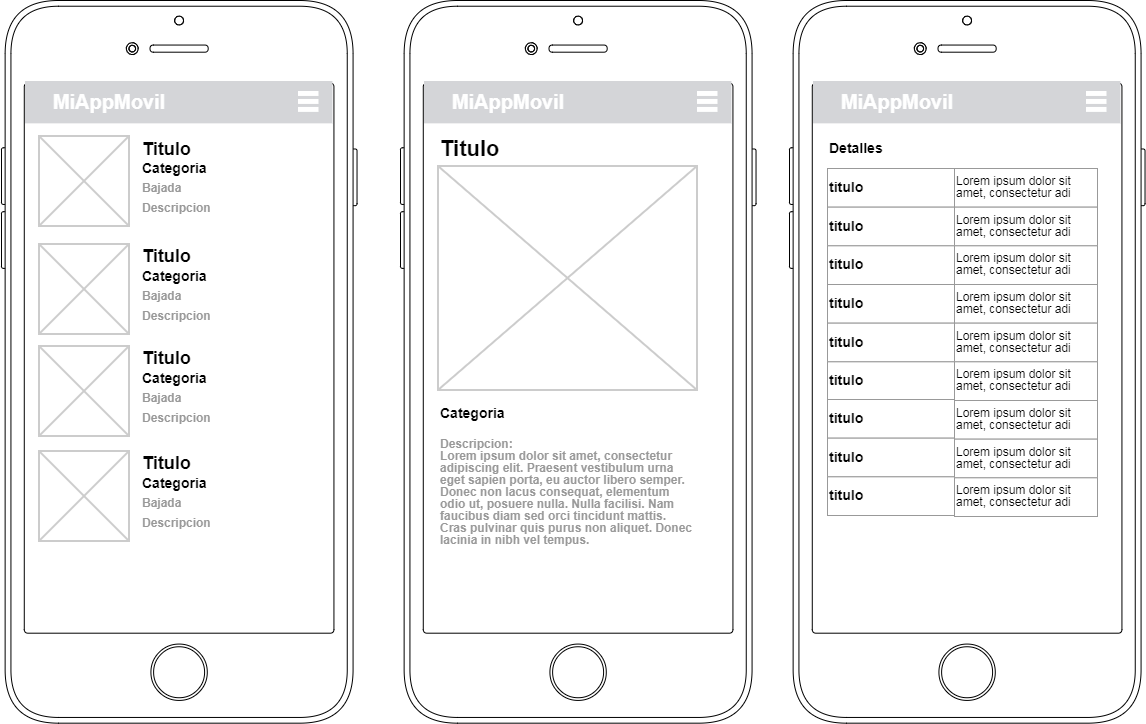 MiAppMovil
Titulo
Categoria
Bajada
Descripcion
Titulo
Categoria
Bajada
Descripcion
Titulo
Categoria
Bajada
Descripcion
Titulo
Categoria
Bajada
Descripcion
MiAppMovil
Titulo
Categoria
Descripcion:
Lorem ipsum dolor sit amet, consectetur
adipiscing elit. Praesent vestibulum urna
eget sapien porta, eu auctor libero semper.
Donec non lacus consequat, elementum
odio ut, posuere nulla. Nulla facilisi. Nam
faucibus diam sed orci tincidunt mattis.
Cras pulvinar quis purus non aliquet. Donec
lacinia in nibh vel tempus.
MiAppMovil
Detalles
titulo
Lorem ipsum dolor sit
amet, consectetur adi
titulo
Lorem ipsum dolor sit
amet, consectetur adi
titulo
Lorem ipsum dolor sit
amet, consectetur adi
titulo
Lorem ipsum dolor sit
amet, consectetur adi
titulo
Lorem ipsum dolor sit
amet, consectetur adi
titulo
Lorem ipsum dolor sit
amet, consectetur adi
titulo
Lorem ipsum dolor sit
amet, consectetur adi
titulo
Lorem ipsum dolor sit
amet, consectetur adi
titulo
Lorem ipsum dolor sit
amet, consectetur adi